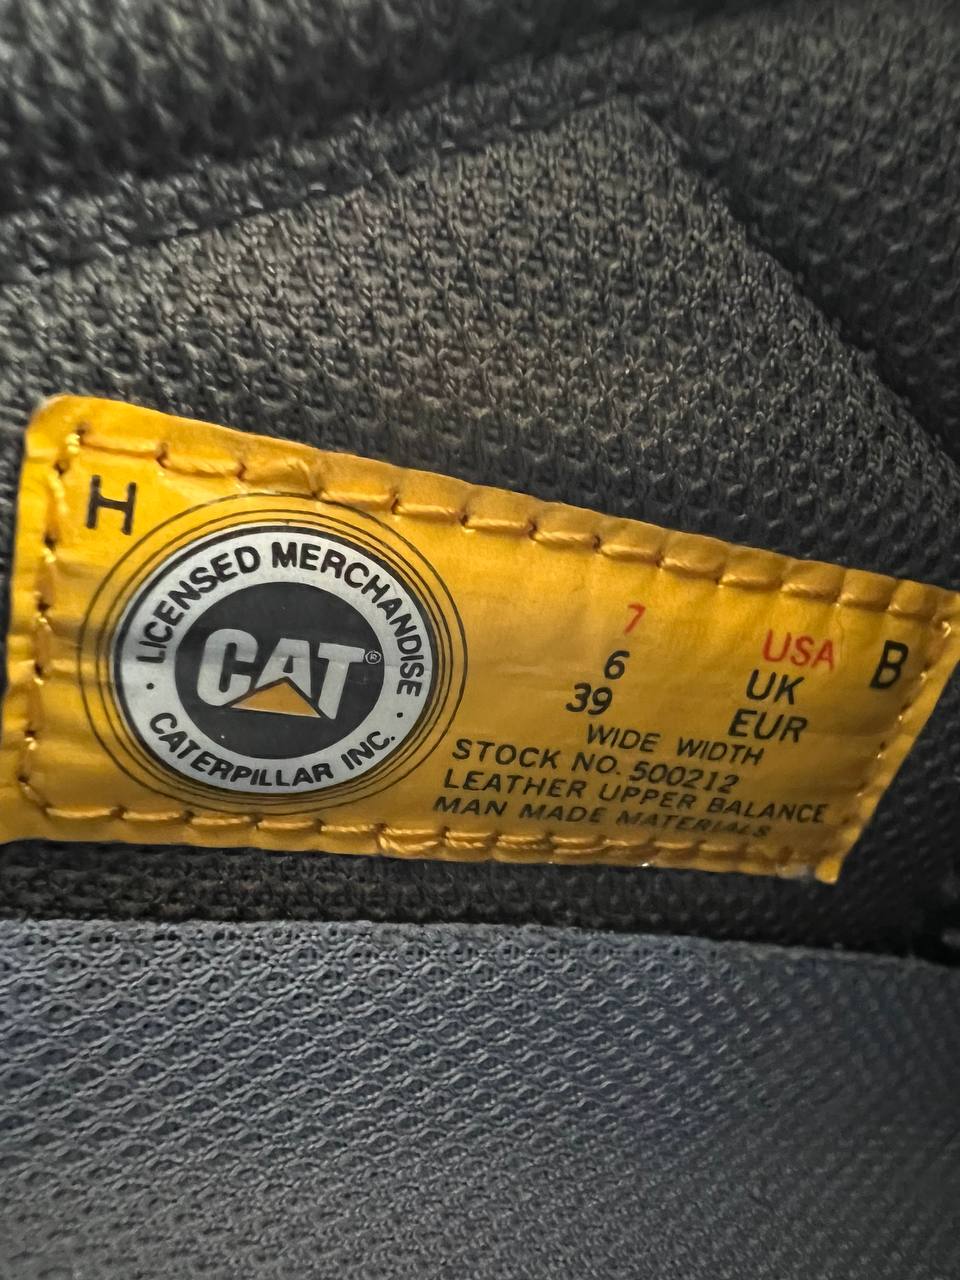 H
LICENSED MERCHANDISE
CAT®
CATERPILLAR INC.
7 USA
6 UK
39 EUR
B
WIDE WIDTH
STOCK NO. 500212
LEATHER UPPER BALANCE
MAN MADE MATERIALS